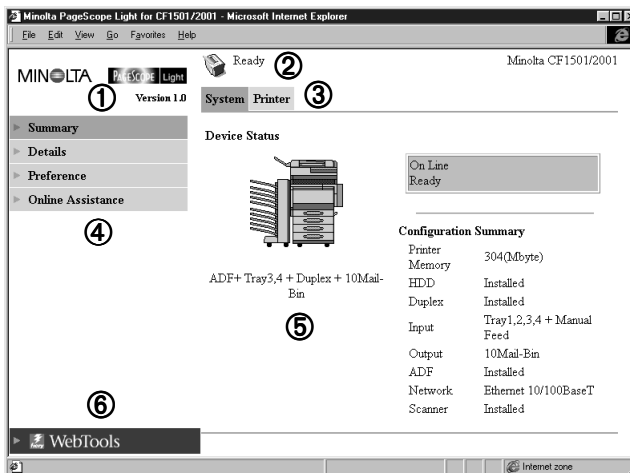 Minolta PageScope Light for CF1501/2001 - Microsoft Internet Explorer
File Edit View Go Favorites Help
MINOLTA PAGESCOPE Light
① Version 1.0
Ready ②
Minolta CF1501/2001
System Printer ③
Summary
Details
Preference
Online Assistance
④
Device Status
ADF+ Tray3,4 + Duplex + 10Mail-
Bin
⑤
On Line
Ready
Configuration Summary
Printer
Memory 304(Mbyte)
HDD Installed
Duplex Installed
Input Tray1,2,3,4 + Manual
Feed
Output 10Mail-Bin
ADF Installed
Network Ethernet 10/100BaseT
Scanner Installed
⑥
WebTools
Internet zone